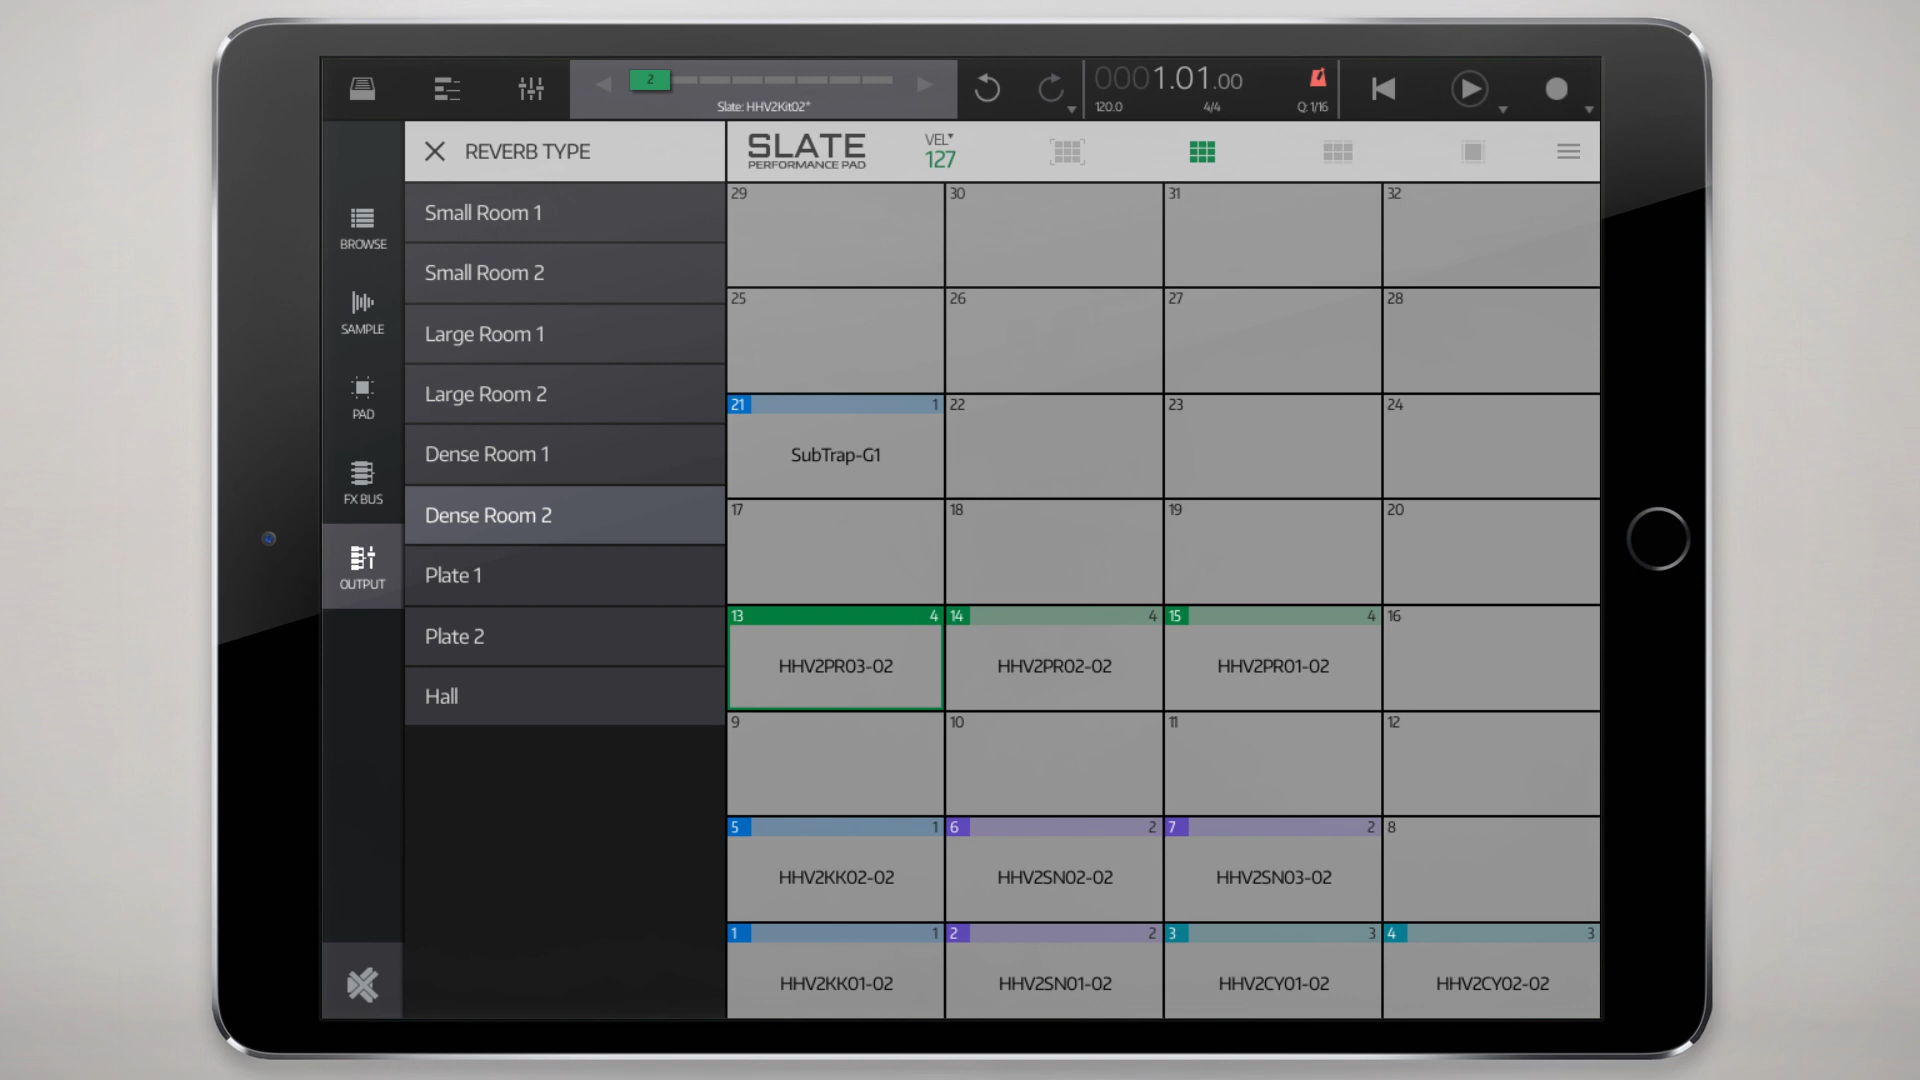 2
Slate: HHV2Kit02*
0001.01.00
120.0
4/4
Q: 1/16
REVERB TYPE
SLATE
PERFORMANCE PAD
VEL
127
BROWSE
SAMPLE
PAD
FX BUS
OUTPUT
Small Room 1
Small Room 2
Large Room 1
Large Room 2
Dense Room 1
Dense Room 2
Plate 1
Plate 2
Hall
29 30 31 32
25 26 27 28
21 1 22 23 24
SubTrap-G1
17 18 19 20
13 4 14 4 15 4 16
HHV2PR03-02 HHV2PR02-02 HHV2PR01-02
9 10 11 12
5 1 6 2 7 2 8
HHV2KK02-02 HHV2SN02-02 HHV2SN03-02
1 1 2 2 3 3 4 3
HHV2KK01-02 HHV2SN01-02 HHV2CY01-02 HHV2CY02-02